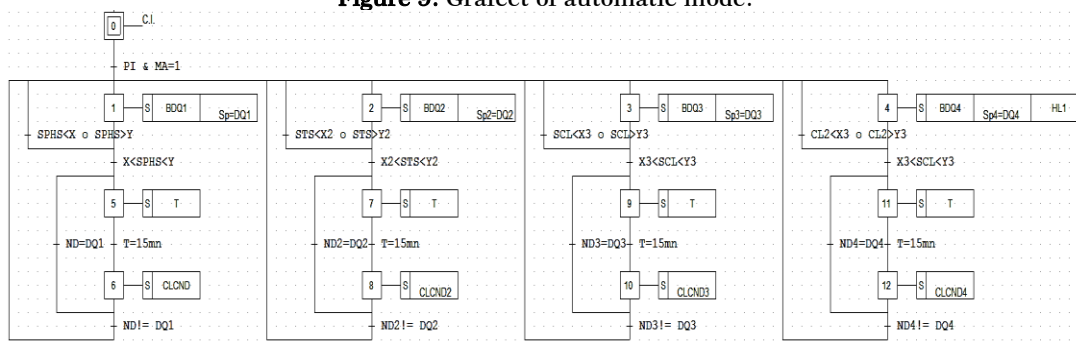 Figure 9. Grafcet of automatic mode.
0 C.I.
PI & MA=1
1 S BDQ1 Sp=DQ1 2 S BDQ2 Sp2=DQ2 3 S BDQ3 Sp3=DQ3 4 S BDQ4 Sp4=DQ4 HL1
SPHS<X o SPHS>Y STS<X2 o STS>Y2 SCL<X3 o SCL>Y3 CL2<X3 o CL2>Y3
X<SPHS<Y X2<STS<Y2 X3<SCL<Y3 X3<SCL<Y3
5 S T 7 S T 9 S T 11 S T
ND=DQ1 T=15mn ND2=DQ2 T=15mn ND3=DQ3 T=15mn ND4=DQ4 T=15mn
6 S CLCND 8 S CLCND2 10 S CLCND3 12 S CLCND4
ND!= DQ1 ND2!= DQ2 ND3!= DQ3 ND4!= DQ4